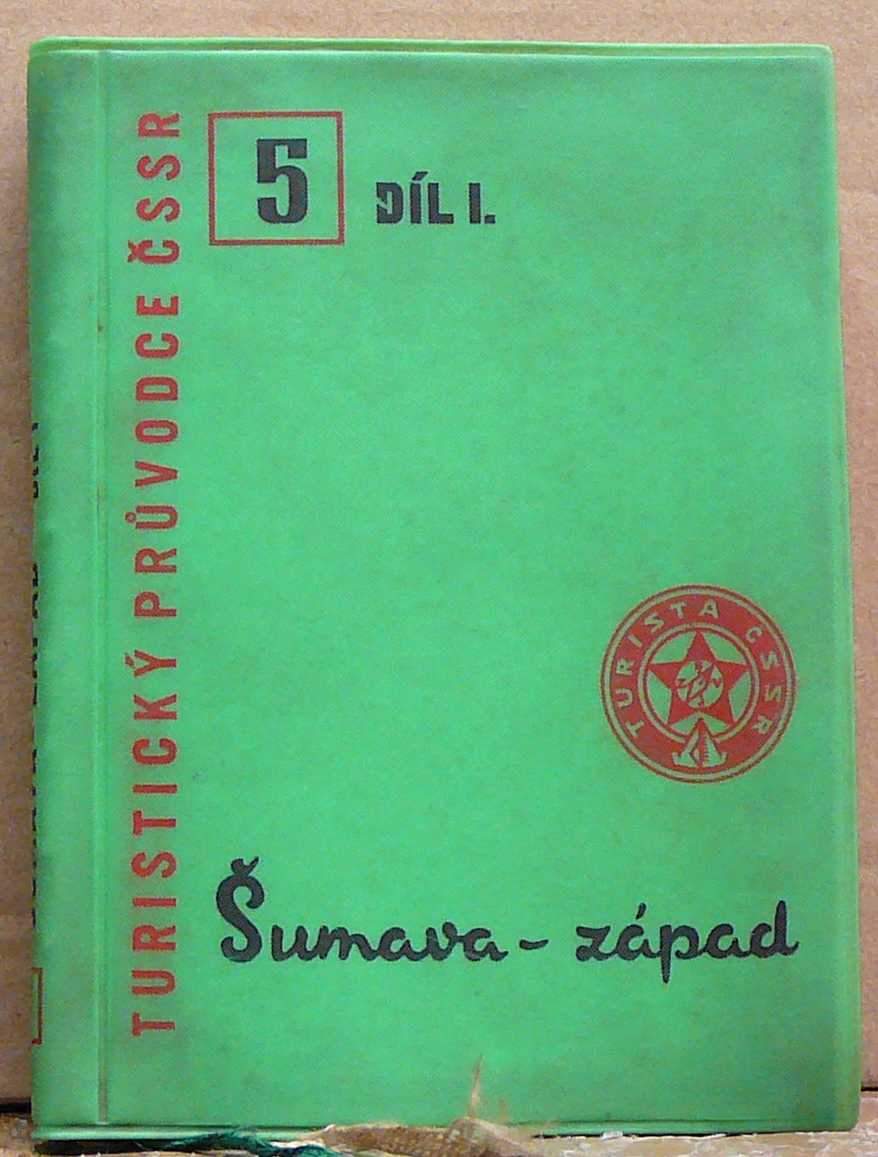 TURISTICKÝ PRŮVODCE ČSSR
5
DÍL I.
TURISTA ČSSR
Šumava - západ